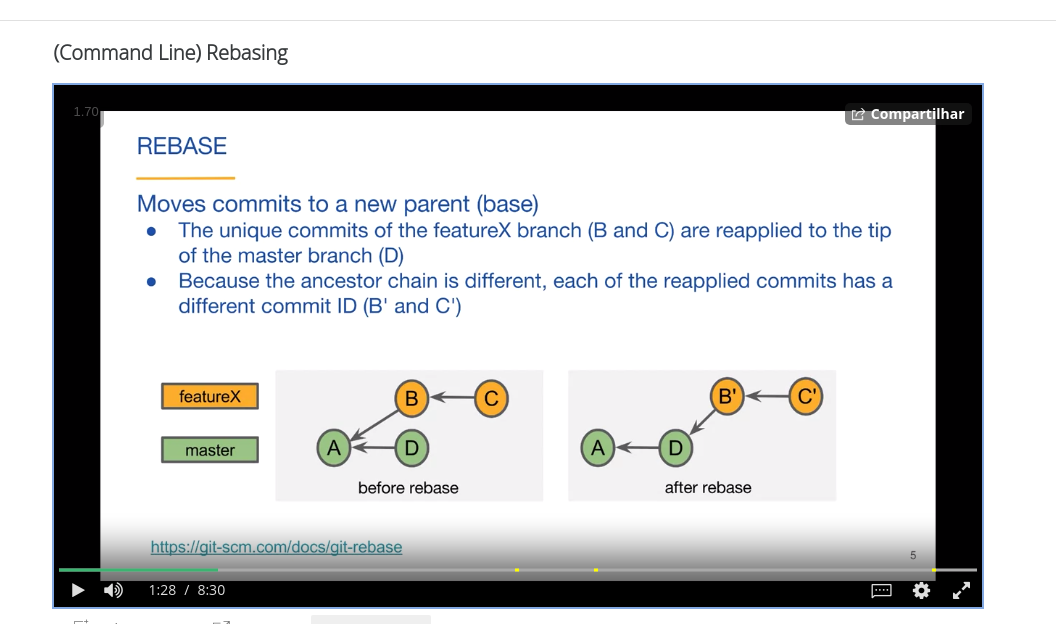 (Command Line) Rebasing
1.70
Compartilhar
REBASE
Moves commits to a new parent (base)
● The unique commits of the featureX branch (B and C) are reapplied to the tip
of the master branch (D)
● Because the ancestor chain is different, each of the reapplied commits has a
different commit ID (B' and C')
featureX
B
C
B'
C'
master
A
D
A
D
before rebase
after rebase
https://git-scm.com/docs/git-rebase
5
1:28 / 8:30